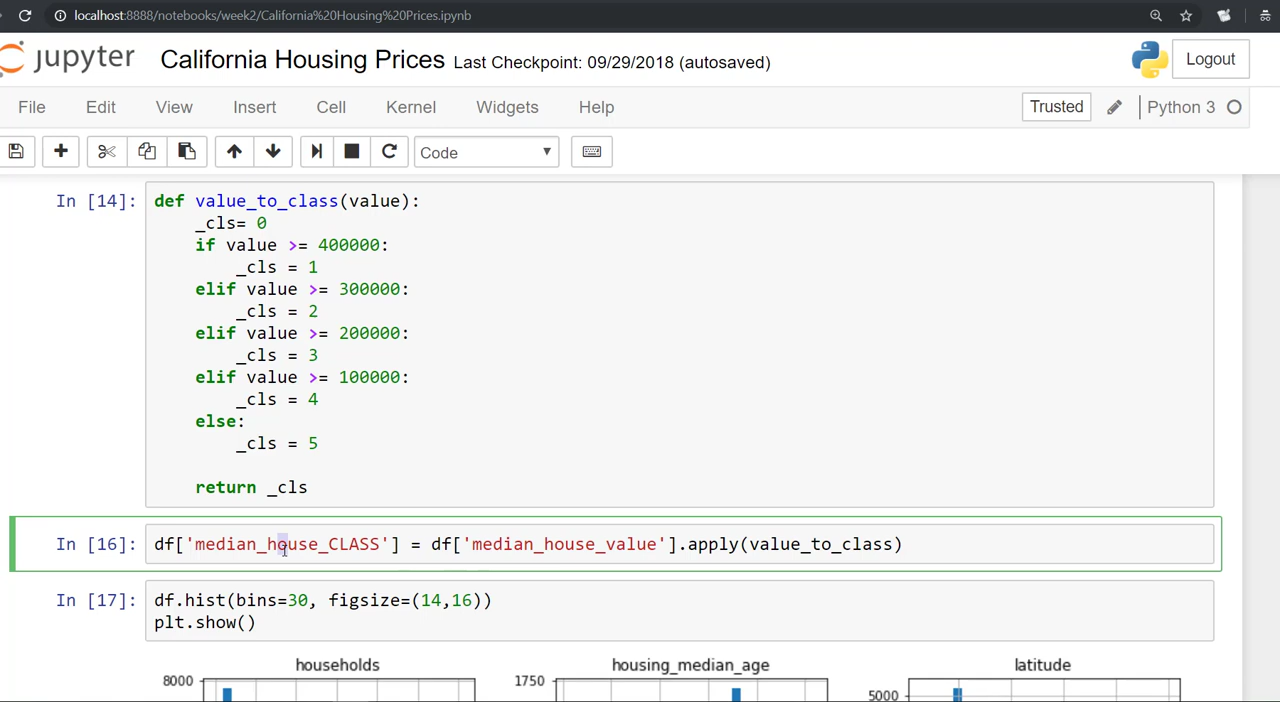 localhost:8888/notebooks/week2/California%20Housing%20Prices.ipynb
jupyter California Housing Prices Last Checkpoint: 09/29/2018 (autosaved) Logout
File Edit View Insert Cell Kernel Widgets Help Trusted Python 3
Code
In [14]: def value_to_class(value):
_cls= 0
if value >= 400000:
_cls = 1
elif value >= 300000:
_cls = 2
elif value >= 200000:
_cls = 3
elif value >= 100000:
_cls = 4
else:
_cls = 5
return _cls
In [16]: df['median_house_CLASS'] = df['median_house_value'].apply(value_to_class)
In [17]: df.hist(bins=30, figsize=(14,16))
plt.show()
households housing_median_age latitude
8000 1750 5000